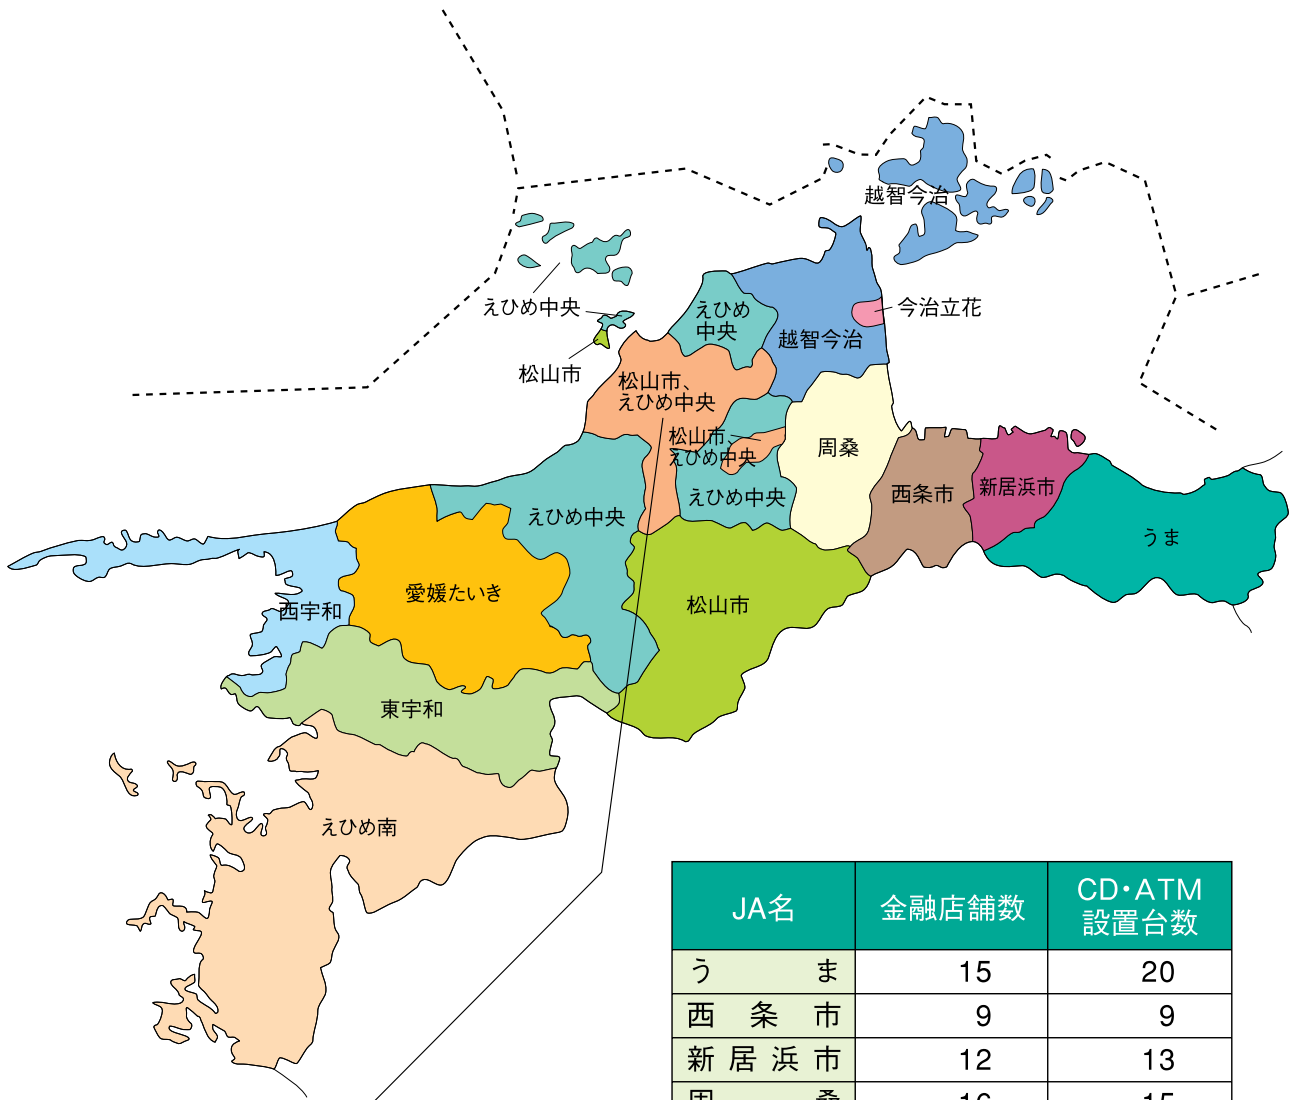 越智今治
えひめ中央
今治立花
えひめ
中央
越智今治
松山市
松山市、
えひめ中央
松山市、
えひめ中央
周桑
西条市
新居浜市
えひめ中央
えひめ中央
うま
愛媛たいき
松山市
西宇和
東宇和
えひめ南
JA名 金融店舗数 CD・ATM
設置台数
うま 15 20
西条市 9 9
新居浜市 12 13
周桑 16 15